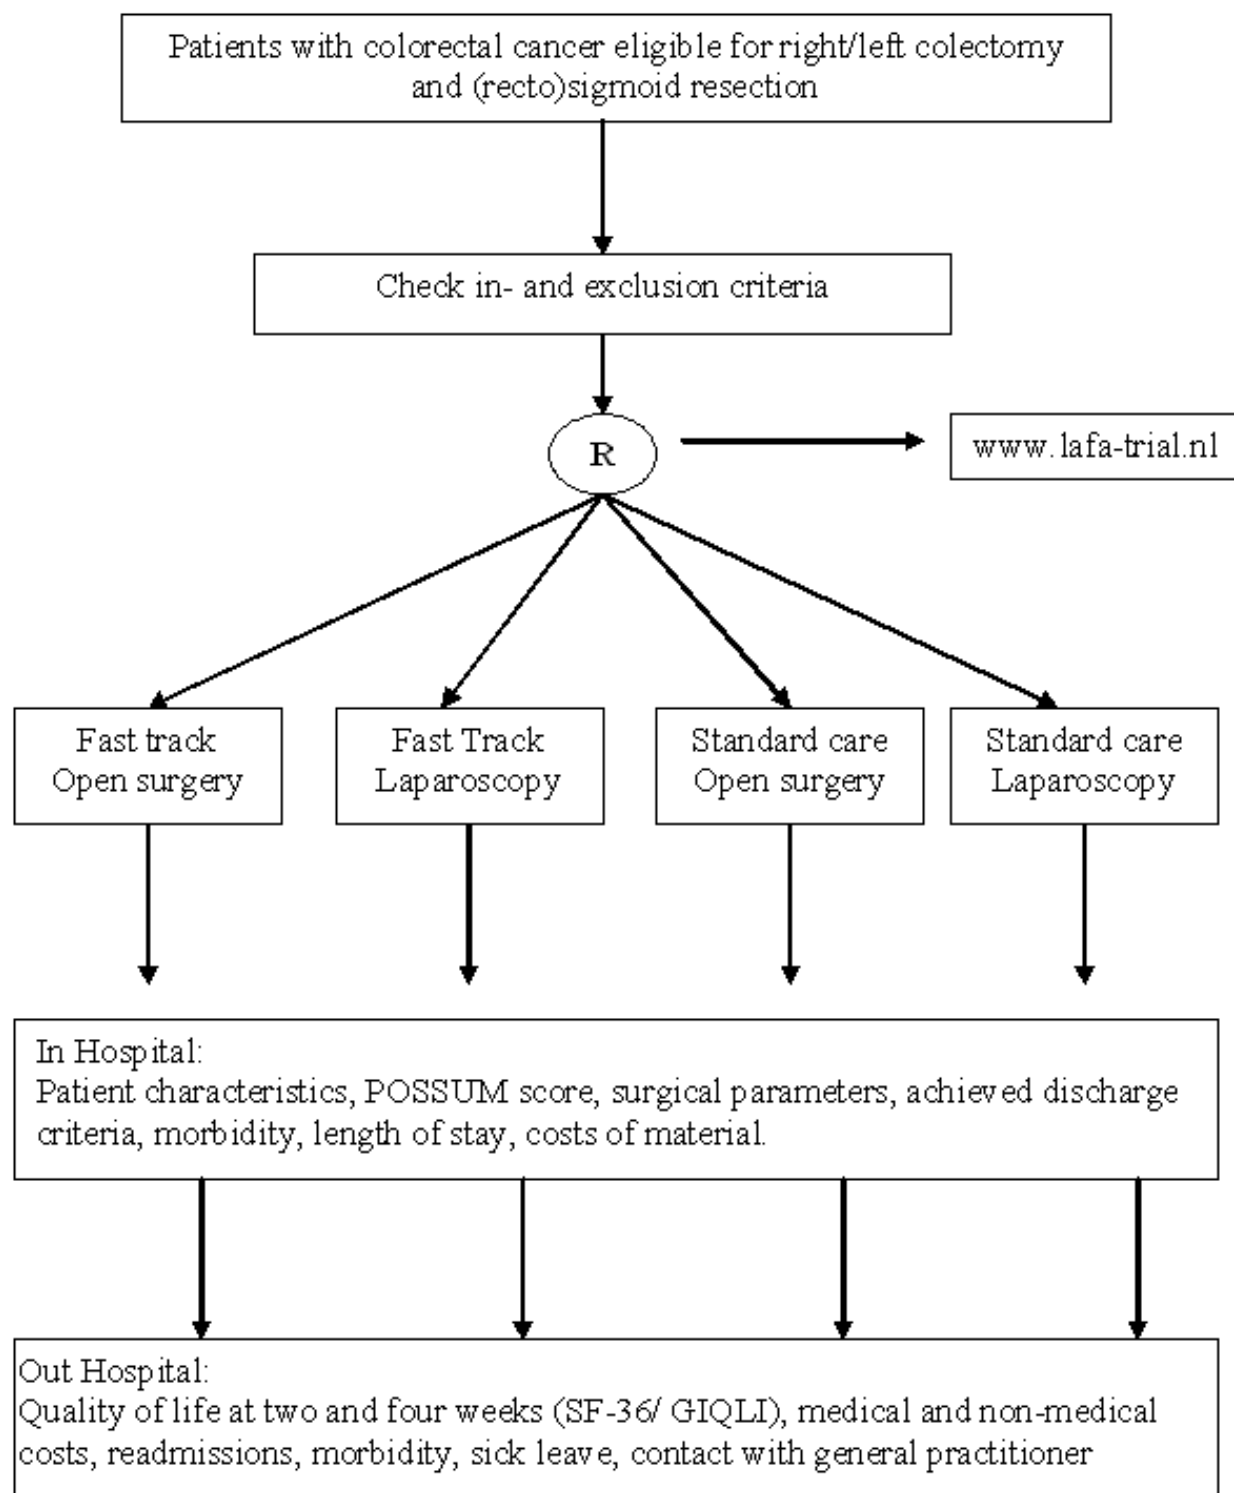 Patients with colorectal cancer eligible for right/left colectomy
and (recto)sigmoid resection
Check in- and exclusion criteria
R
www.lafa-trial.nl
Fast track
Open surgery
Fast Track
Laparoscopy
Standard care
Open surgery
Standard care
Laparoscopy
In Hospital:
Patient characteristics, POSSUM score, surgical parameters, achieved discharge
criteria, morbidity, length of stay, costs of material.
Out Hospital:
Quality of life at two and four weeks (SF-36/ GIQLI), medical and non-medical
costs, readmissions, morbidity, sick leave, contact with general practitioner